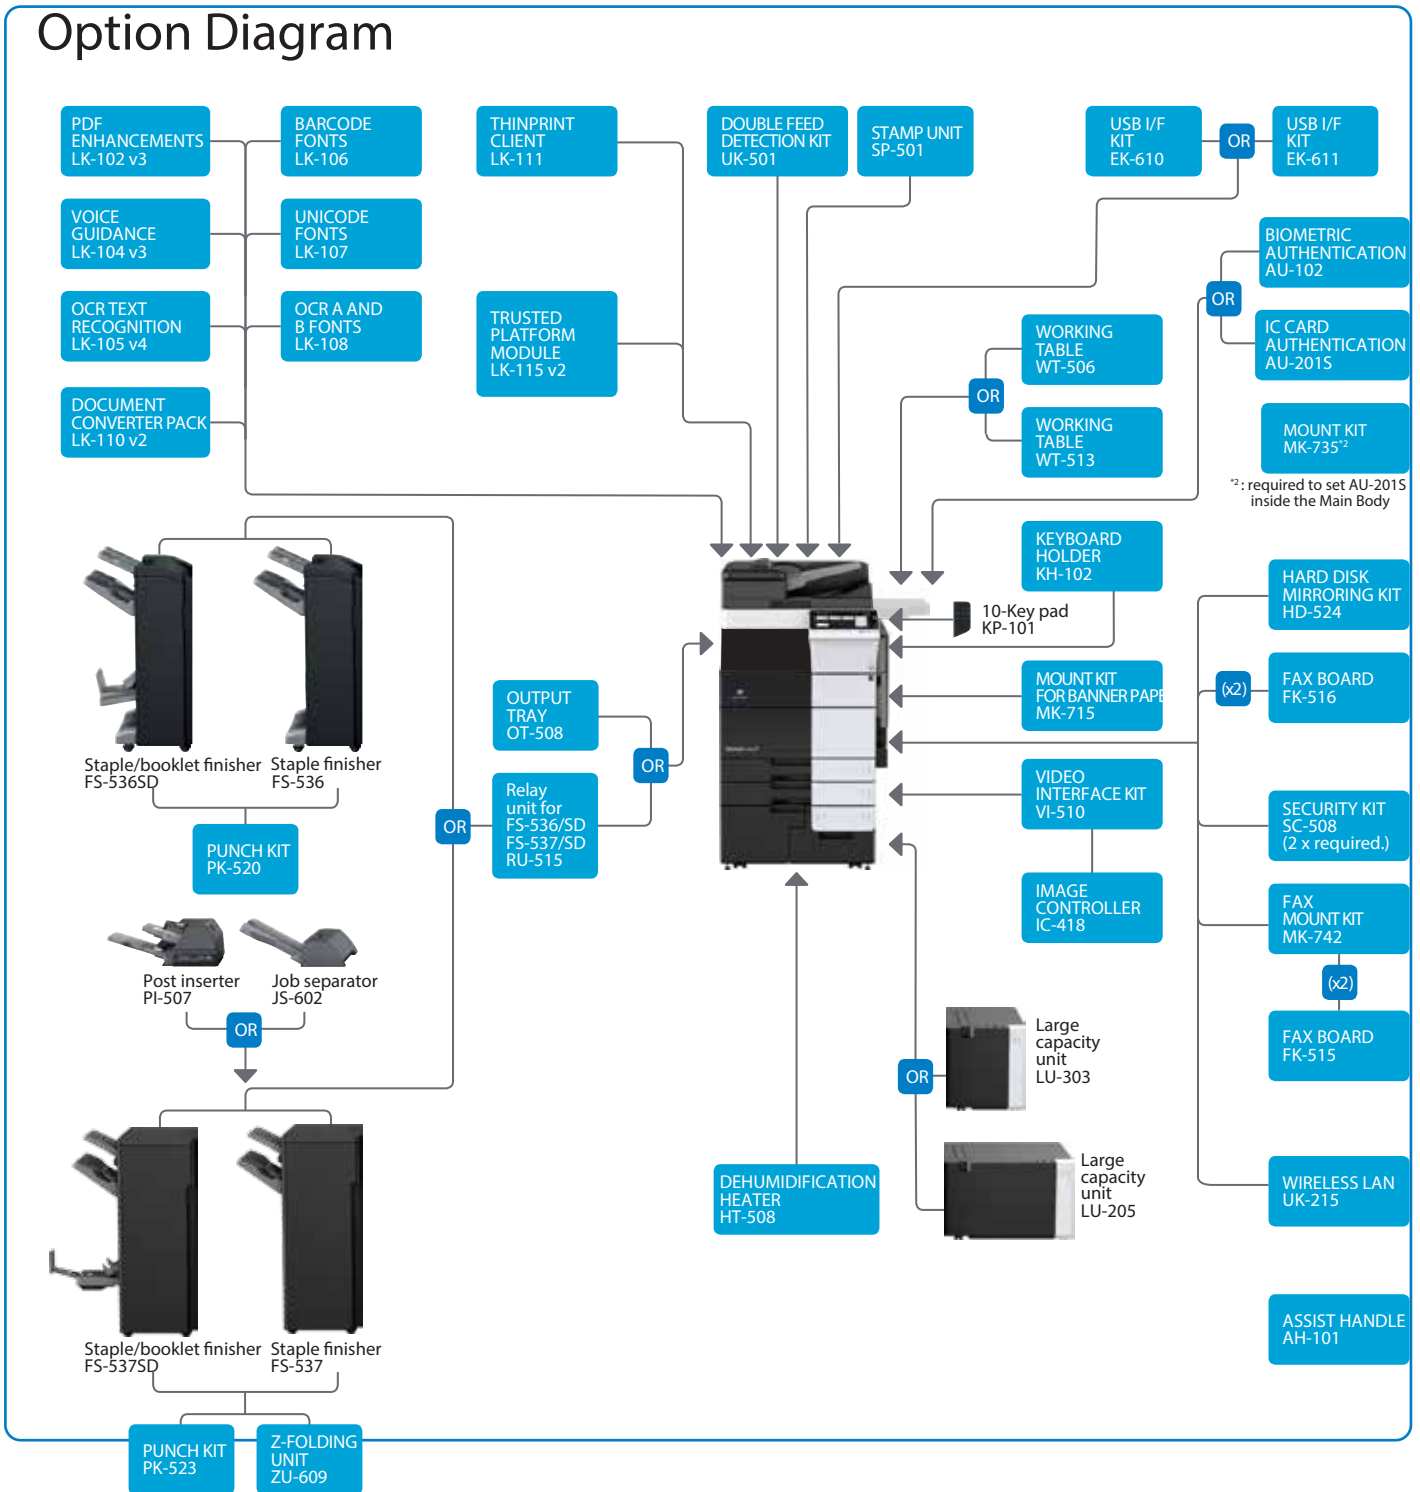 Option Diagram
PDF
ENHANCEMENTS
LK-102 v3
BARCODE
FONTS
LK-106
THINPRINT
CLIENT
LK-111
DOUBLE FEED
DETECTION KIT
UK-501
STAMP UNIT
SP-501
USB I/F
KIT
EK-610
OR
USB I/F
KIT
EK-611
VOICE
GUIDANCE
LK-104 v3
UNICODE
FONTS
LK-107
BIOMETRIC
AUTHENTICATION
AU-102
OR
IC CARD
AUTHENTICATION
AU-201S
OCR TEXT
RECOGNITION
LK-105 v4
OCR A AND
B FONTS
LK-108
TRUSTED
PLATFORM
MODULE
LK-115 v2
WORKING
TABLE
WT-506
OR
WORKING
TABLE
WT-513
DOCUMENT
CONVERTER PACK
LK-110 v2
MOUNT KIT
MK-735*2
*2 : required to set AU-201S
inside the Main Body
KEYBOARD
HOLDER
KH-102
10-Key pad
KP-101
HARD DISK
MIRRORING KIT
HD-524
MOUNT KIT
FOR BANNER PAPE
MK-715
(x2)
FAX BOARD
FK-516
OUTPUT
TRAY
OT-508
OR
Relay
unit for
FS-536/SD
FS-537/SD
RU-515
OR
Staple/booklet finisher
FS-536SD
Staple finisher
FS-536
PUNCH KIT
PK-520
VIDEO
INTERFACE KIT
VI-510
IMAGE
CONTROLLER
IC-418
SECURITY KIT
SC-508
(2 x required.)
FAX
MOUNT KIT
MK-742
(x2)
FAX BOARD
FK-515
Post inserter
PI-507
Job separator
JS-602
OR
Large
capacity
unit
LU-303
OR
Large
capacity
unit
LU-205
DEHUMIDIFICATION
HEATER
HT-508
WIRELESS LAN
UK-215
ASSIST HANDLE
AH-101
Staple/booklet finisher
FS-537SD
Staple finisher
FS-537
PUNCH KIT
PK-523
Z-FOLDING
UNIT
ZU-609